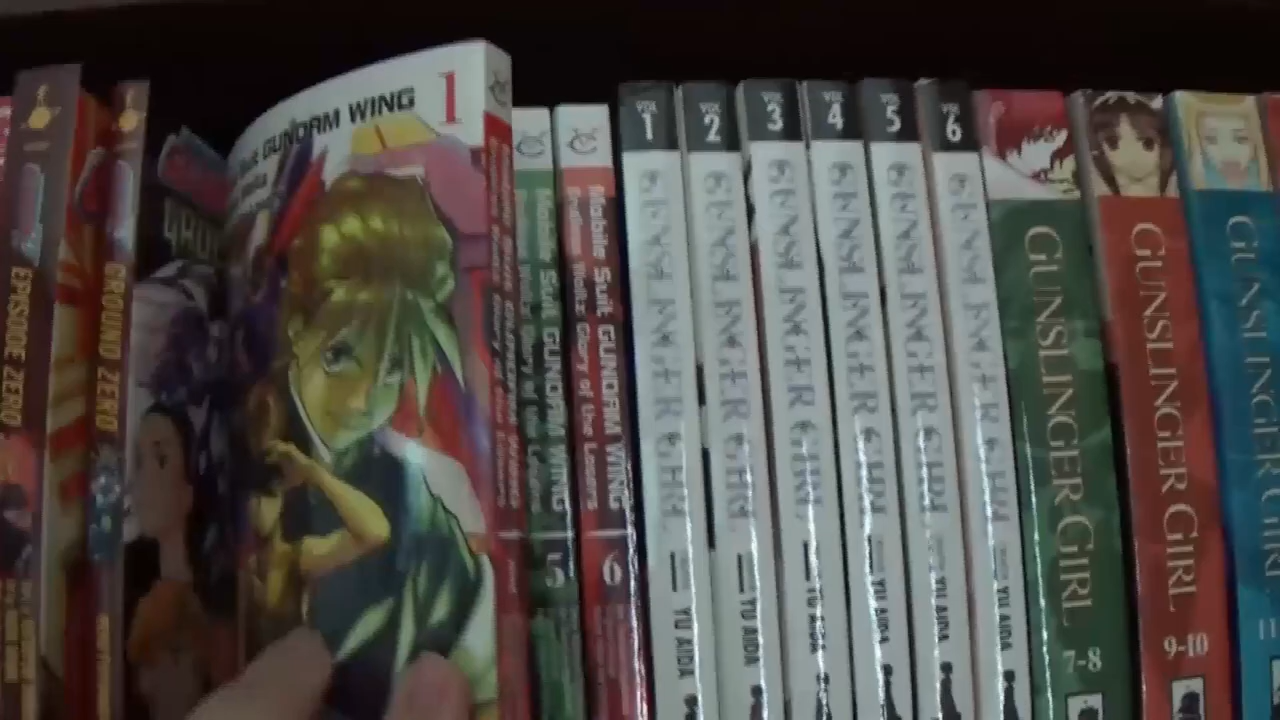 EPISODE ZERO
GROUND ZERO
GUNDAM WING
1
Mobile Suit GUNDAM WING
5
Mobile Suit GUNDAM WING
Endless Waltz: Glory of the Losers
6
VOL 1
GUNSLINGER GIRL
YU AIDA
VOL 2
GUNSLINGER GIRL
YU AIDA
VOL 3
GUNSLINGER GIRL
YU AIDA
VOL 4
GUNSLINGER GIRL
YU AIDA
VOL 5
GUNSLINGER GIRL
YU AIDA
VOL 6
GUNSLINGER GIRL
YU AIDA
GUNSLINGER GIRL
7-8
GUNSLINGER GIRL
9-10
GUNSLINGER GIRL